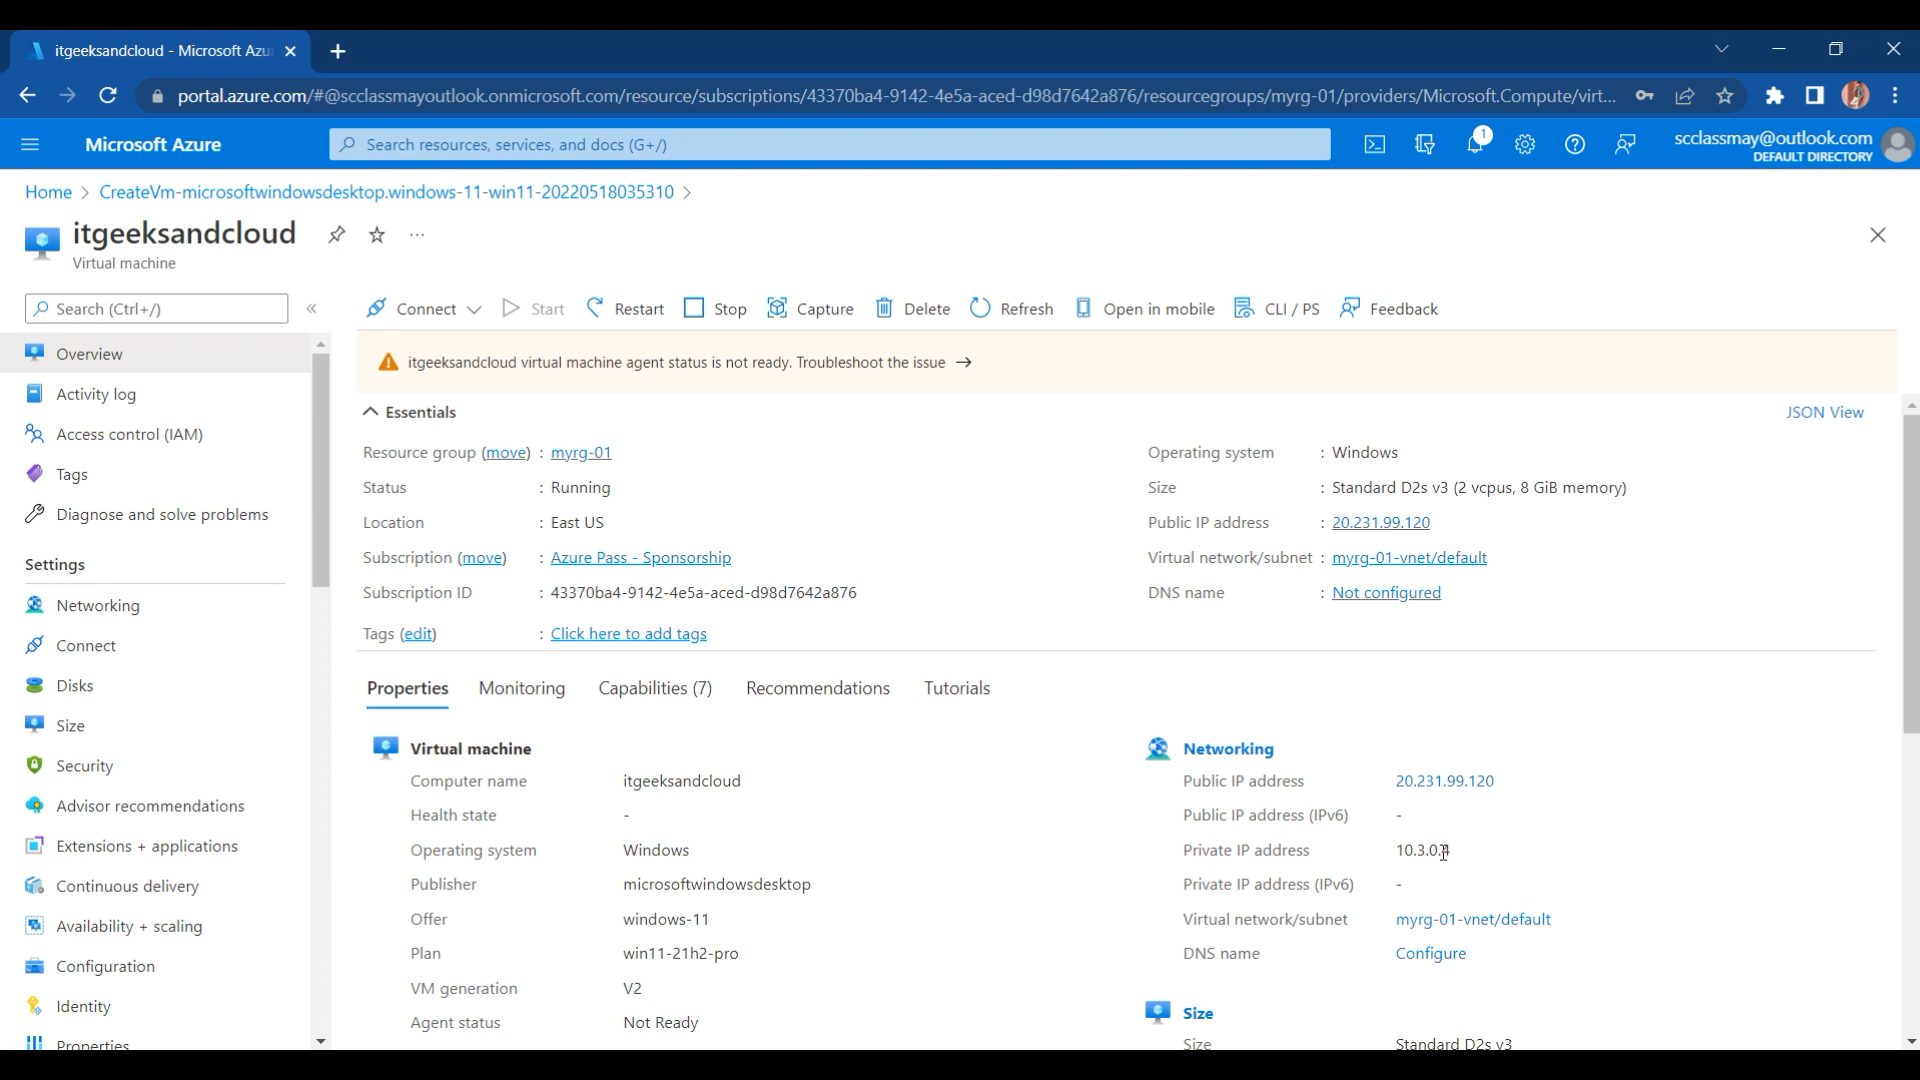 itgeeksandcloud - Microsoft Azu
portal.azure.com/#@scclassmayoutlook.onmicrosoft.com/resource/subscriptions/43370ba4-9142-4e5a-aced-d98d7642a876/resourcegroups/myrg-01/providers/Microsoft.Compute/virt...
Microsoft Azure
Search resources, services, and docs (G+/)
1
scclassmay@outlook.com
DEFAULT DIRECTORY
Home > CreateVm-microsoftwindowsdesktop.windows-11-win11-20220518035310 >
itgeeksandcloud
Virtual machine
Search (Ctrl+/)
Connect Start Restart Stop Capture Delete Refresh Open in mobile CLI / PS Feedback
itgeeksandcloud virtual machine agent status is not ready. Troubleshoot the issue →
Overview
Activity log
Access control (IAM)
Tags
Diagnose and solve problems
Settings
Networking
Connect
Disks
Size
Security
Advisor recommendations
Extensions + applications
Continuous delivery
Availability + scaling
Configuration
Identity
Properties
Essentials
JSON View
Resource group (move) : myrg-01
Status : Running
Location : East US
Subscription (move) : Azure Pass - Sponsorship
Subscription ID : 43370ba4-9142-4e5a-aced-d98d7642a876
Tags (edit) : Click here to add tags
Operating system : Windows
Size : Standard D2s v3 (2 vcpus, 8 GiB memory)
Public IP address : 20.231.99.120
Virtual network/subnet : myrg-01-vnet/default
DNS name : Not configured
Properties Monitoring Capabilities (7) Recommendations Tutorials
Virtual machine
Computer name itgeeksandcloud
Health state -
Operating system Windows
Publisher microsoftwindowsdesktop
Offer windows-11
Plan win11-21h2-pro
VM generation V2
Agent status Not Ready
Networking
Public IP address 20.231.99.120
Public IP address (IPv6) -
Private IP address 10.3.0.4
Private IP address (IPv6) -
Virtual network/subnet myrg-01-vnet/default
DNS name Configure
Size
Size Standard D2s v3